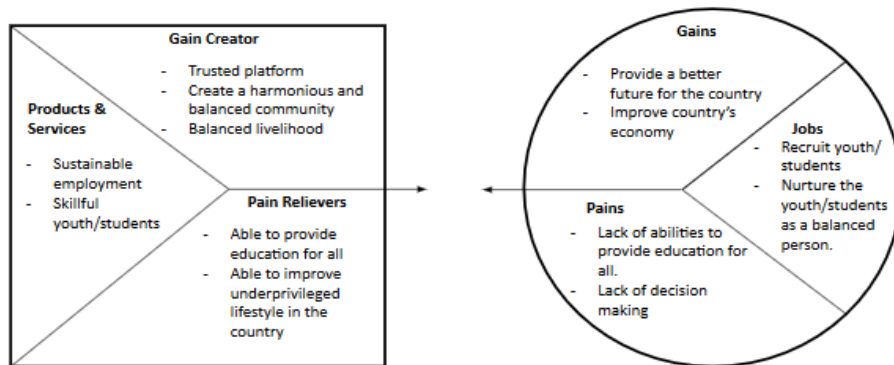 Gain Creator
- Trusted platform
- Create a harmonious and
balanced community
- Balanced livelihood
Products &
Services
- Sustainable
employment
- Skillful
youth/students
Pain Relievers
- Able to provide
education for all
- Able to improve
underprivileged
lifestyle in the
country
Gains
- Provide a better
future for the country
- Improve country's
economy
Jobs
- Recruit youth/
students
- Nurture the
youth/students
as a balanced
person.
Pains
- Lack of abilities to
provide education for
all.
- Lack of decision
making